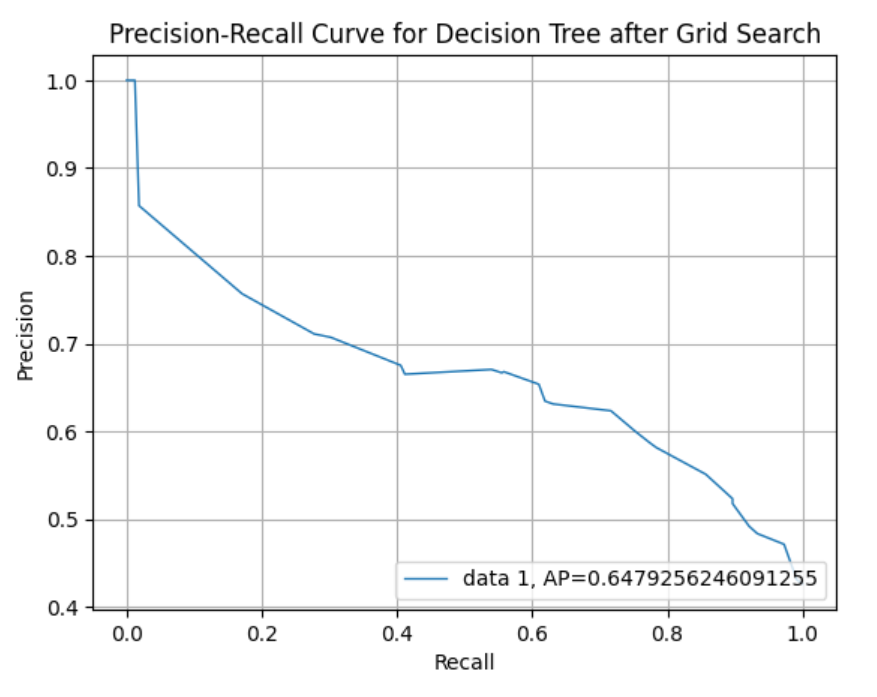 Precision-Recall Curve for Decision Tree after Grid Search
1.0
0.9
0.8
0.7
0.6
0.5
0.4
Precision
data 1, AP=0.6479256246091255
0.0 0.2 0.4 0.6 0.8 1.0
Recall